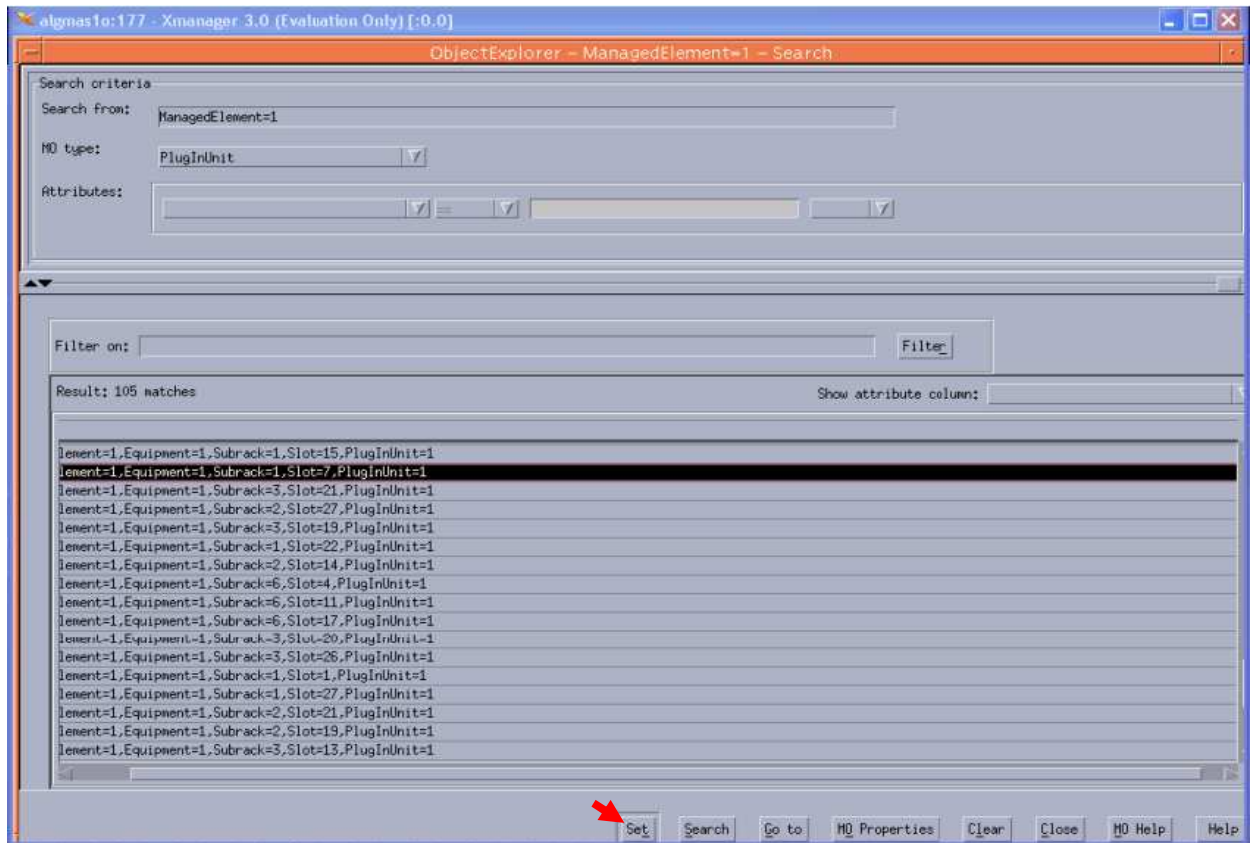 algmas1o:177 - Xmanager 3.0 (Evaluation Only) [:0.0]
ObjectExplorer - ManagedElement=1 - Search
Search criteria
Search from: ManagedElement=1
MO type: PlugInUnit
Attributes: ==
Filter on: Filter
Result: 105 matches Show attribute column:
lement=1,Equipment=1,Subrack=1,Slot=15,PlugInUnit=1
lement=1,Equipment=1,Subrack=1,Slot=7,PlugInUnit=1
lement=1,Equipment=1,Subrack=3,Slot=21,PlugInUnit=1
lement=1,Equipment=1,Subrack=2,Slot=27,PlugInUnit=1
lement=1,Equipment=1,Subrack=3,Slot=19,PlugInUnit=1
lement=1,Equipment=1,Subrack=1,Slot=22,PlugInUnit=1
lement=1,Equipment=1,Subrack=2,Slot=14,PlugInUnit=1
lement=1,Equipment=1,Subrack=6,Slot=4,PlugInUnit=1
lement=1,Equipment=1,Subrack=6,Slot=11,PlugInUnit=1
lement=1,Equipment=1,Subrack=6,Slot=17,PlugInUnit=1
lement=1,Equipment=1,Subrack=3,Slot=20,PlugInUnit=1
lement=1,Equipment=1,Subrack=3,Slot=26,PlugInUnit=1
lement=1,Equipment=1,Subrack=1,Slot=1,PlugInUnit=1
lement=1,Equipment=1,Subrack=1,Slot=27,PlugInUnit=1
lement=1,Equipment=1,Subrack=2,Slot=21,PlugInUnit=1
lement=1,Equipment=1,Subrack=2,Slot=19,PlugInUnit=1
lement=1,Equipment=1,Subrack=3,Slot=13,PlugInUnit=1
Set Search Go to MO Properties Clear Close MO Help Help